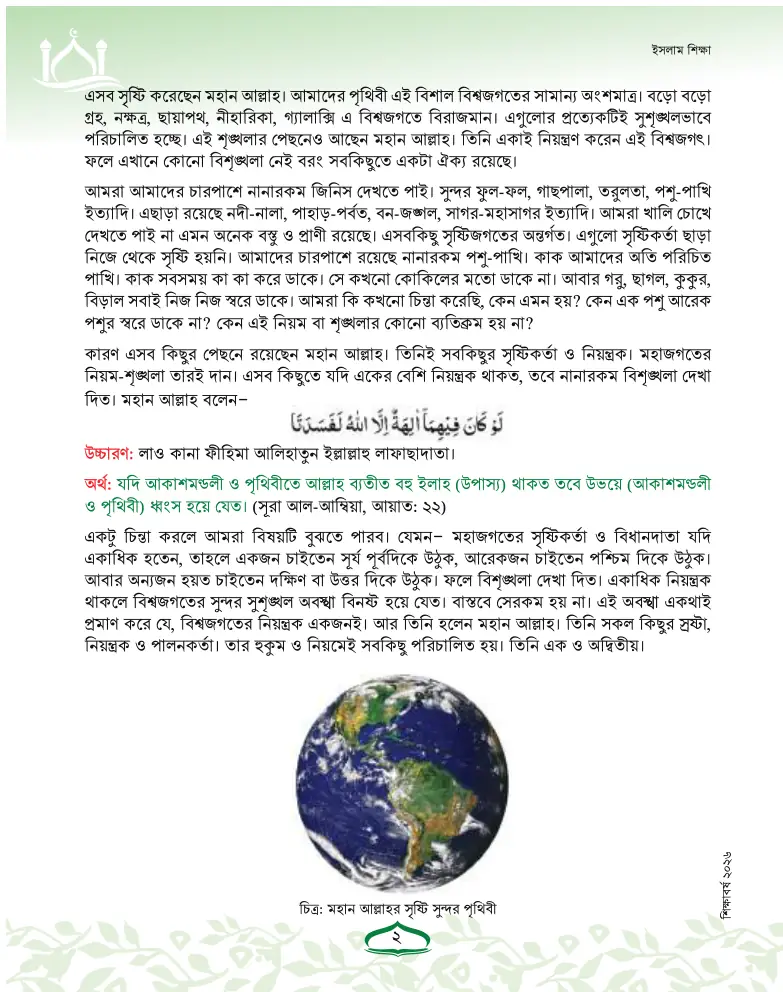 ইসলাম শিক্ষা
এসব সৃষ্টি করেছেন মহান আল্লাহ। আমাদের পৃথিবী এই বিশাল বিশ্বজগতের সামান্য অংশমাত্র। বড়ো বড়ো
গ্রহ, নক্ষত্র, ছায়াপথ, নীহারিকা, গ্যালাক্সি এ বিশ্বজগতে বিরাজমান। এগুলোর প্রত্যেকটিই সুশৃঙ্খলভাবে
পরিচালিত হচ্ছে। এই শৃঙ্খলার পেছনেও আছেন মহান আল্লাহ। তিনি একাই নিয়ন্ত্রণ করেন এই বিশ্বজগৎ।
ফলে এখানে কোনো বিশৃঙ্খলা নেই বরং সবকিছুতে একটা ঐক্য রয়েছে।
আমরা আমাদের চারপাশে নানারকম জিনিস দেখতে পাই। সুন্দর ফুল-ফল, গাছপালা, তরুলতা, পশু-পাখি
ইত্যাদি। এছাড়া রয়েছে নদী-নালা, পাহাড়-পর্বত, বন-জঙ্গল, সাগর-মহাসাগর ইত্যাদি। আমরা খালি চোখে
দেখতে পাই না এমন অনেক বস্তু ও প্রাণী রয়েছে। এসবকিছু সৃষ্টিজগতের অন্তর্গত। এগুলো সৃষ্টিকর্তা ছাড়া
নিজে থেকে সৃষ্টি হয়নি। আমাদের চারপাশে রয়েছে নানারকম পশু-পাখি। কাক আমাদের অতি পরিচিত
পাখি। কাক সবসময় কা কা করে ডাকে। সে কখনো কোকিলের মতো ডাকে না। আবার গরু, ছাগল, কুকুর,
বিড়াল সবাই নিজ নিজ স্বরে ডাকে। আমরা কি কখনো চিন্তা করেছি, কেন এমন হয়? কেন এক পশু আরেক
পশুর স্বরে ডাকে না? কেন এই নিয়ম বা শৃঙ্খলার কোনো ব্যতিক্রম হয় না?
কারণ এসব কিছুর পেছনে রয়েছেন মহান আল্লাহ। তিনিই সবকিছুর সৃষ্টিকর্তা ও নিয়ন্ত্রক। মহাজগতের
নিয়ম-শৃঙ্খলা তারই দান। এসব কিছুতে যদি একের বেশি নিয়ন্ত্রক থাকত, তবে নানারকম বিশৃঙ্খলা দেখা
দিত। মহান আল্লাহ বলেন–
لَوْ كَانَ فِيْهِمَاۤ اٰلِهَةٌ اِلَّا اللهُ لَفَسَدَتَا
উচ্চারণ: লাও কানা ফীহিমা আলিহাতুন ইল্লাল্লাহু লাফাছাদাতা।
অর্থ: যদি আকাশমন্ডলী ও পৃথিবীতে আল্লাহ ব্যতীত বহু ইলাহ (উপাস্য) থাকত তবে উভয়ে (আকাশমন্ডলী
ও পৃথিবী) ধ্বংস হয়ে যেত। (সূরা আল-আম্বিয়া, আয়াত: ২২)
একটু চিন্তা করলে আমরা বিষয়টি বুঝতে পারব। যেমন– মহাজগতের সৃষ্টিকর্তা ও বিধানদাতা যদি
একাধিক হতেন, তাহলে একজন চাইতেন সূর্য পূর্বদিকে উঠুক, আরেকজন চাইতেন পশ্চিম দিকে উঠুক।
আবার অন্যজন হয়ত চাইতেন দক্ষিণ বা উত্তর দিকে উঠুক। ফলে বিশৃঙ্খলা দেখা দিত। একাধিক নিয়ন্ত্রক
থাকলে বিশ্বজগতের সুন্দর সুশৃঙ্খল অবস্থা বিনষ্ট হয়ে যেত। বাস্তবে সেরকম হয় না। এই অবস্থা একথাই
প্রমাণ করে যে, বিশ্বজগতের নিয়ন্ত্রক একজনই। আর তিনি হলেন মহান আল্লাহ। তিনি সকল কিছুর স্রষ্টা,
নিয়ন্ত্রক ও পালনকর্তা। তার হুকুম ও নিয়মেই সবকিছু পরিচালিত হয়। তিনি এক ও অদ্বিতীয়।
চিত্র: মহান আল্লাহর সৃষ্টি সুন্দর পৃথিবী
শিক্ষাবর্ষ ২০২৬
২